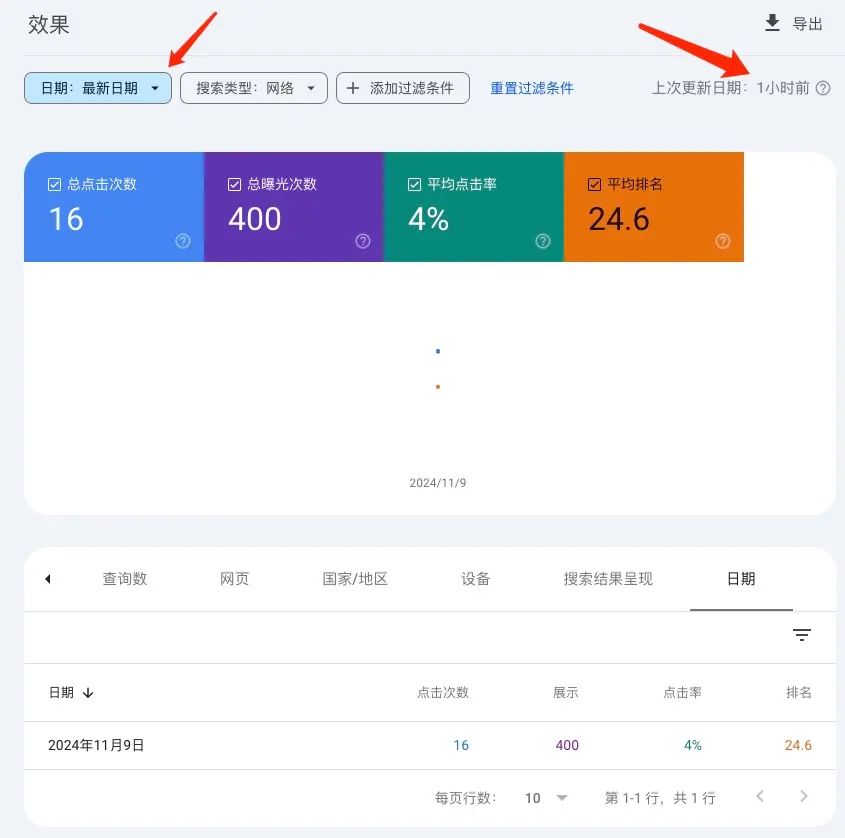 效果
导出
日期：最新日期
搜索类型：网络
添加过滤条件
重置过滤条件
上次更新日期：1小时前
总点击次数
16
总曝光次数
400
平均点击率
4%
平均排名
24.6
2024/11/9
查询数 网页 国家/地区 设备 搜索结果呈现 日期
日期 点击次数 展示 点击率 排名
2024年11月9日 16 400 4% 24.6
每页行数： 10 第 1-1 行，共 1 行